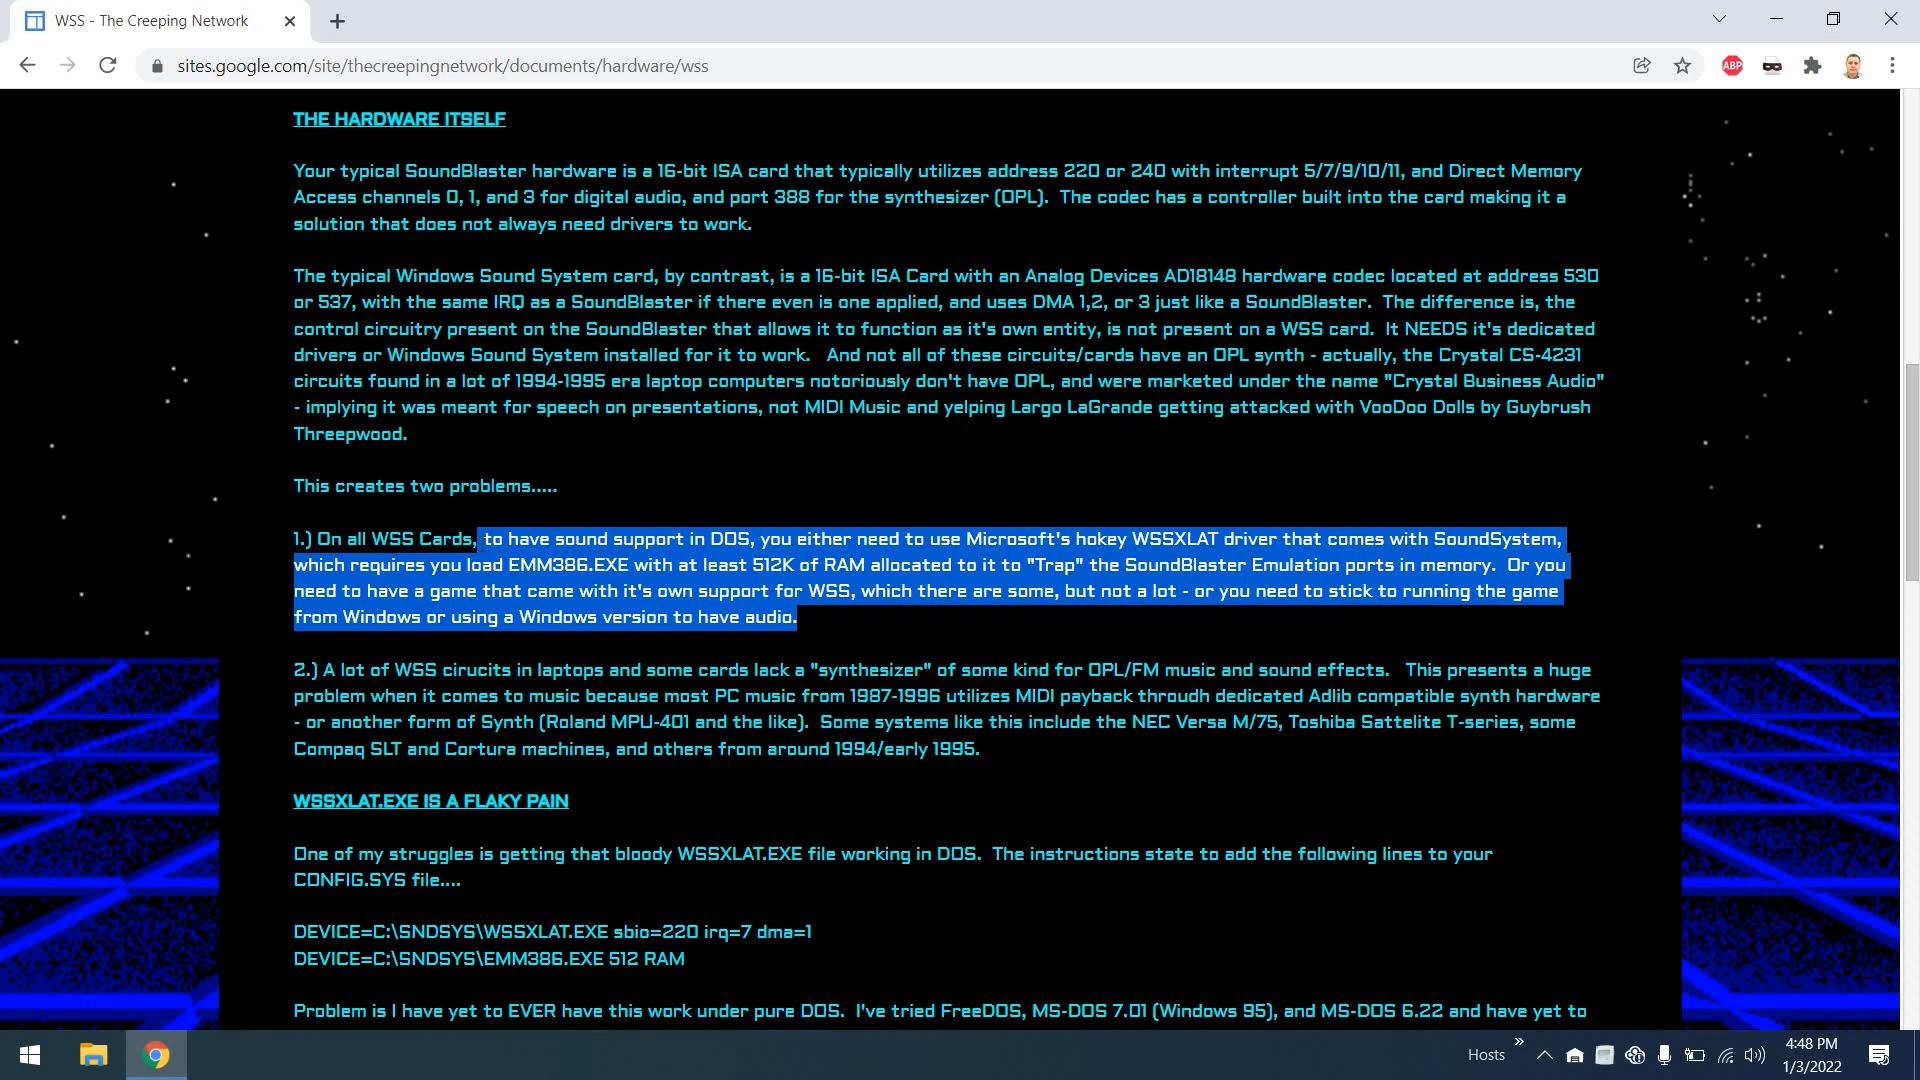 WSS - The Creeping Network
sites.google.com/site/thecreepingnetwork/documents/hardware/wss
ABP
THE HARDWARE ITSELF
Your typical SoundBlaster hardware is a 16-bit ISA card that typically utilizes address 220 or 240 with interrupt 5/7/9/10/11, and Direct Memory
Access channels 0, 1, and 3 for digital audio, and port 388 for the synthesizer (OPL).  The codec has a controller built into the card making it a
solution that does not always need drivers to work.
The typical Windows Sound System card, by contrast, is a 16-bit ISA Card with an Analog Devices AD18148 hardware codec located at address 530
or 537, with the same IRQ as a SoundBlaster if there even is one applied, and uses DMA 1,2, or 3 just like a SoundBlaster.  The difference is, the
control circuitry present on the SoundBlaster that allows it to function as it's own entity, is not present on a WSS card.  It NEEDS it's dedicated
drivers or Windows Sound System installed for it to work.   And not all of these circuits/cards have an OPL synth - actually, the Crystal CS-4231
circuits found in a lot of 1994-1995 era laptop computers notoriously don't have OPL, and were marketed under the name "Crystal Business Audio"
- implying it was meant for speech on presentations, not MIDI Music and yelping Largo LaGrande getting attacked with VooDoo Dolls by Guybrush
Threepwood.
This creates two problems.....
1.) On all WSS Cards, to have sound support in DOS, you either need to use Microsoft's hokey WSSXLAT driver that comes with SoundSystem,
which requires you load EMM386.EXE with at least 512K of RAM allocated to it to "Trap" the SoundBlaster Emulation ports in memory.  Or you
need to have a game that came with it's own support for WSS, which there are some, but not a lot - or you need to stick to running the game
from Windows or using a Windows version to have audio.
2.) A lot of WSS cirucits in laptops and some cards lack a "synthesizer" of some kind for OPL/FM music and sound effects.   This presents a huge
problem when it comes to music because most PC music from 1987-1996 utilizes MIDI payback throudh dedicated Adlib compatible synth hardware
- or another form of Synth (Roland MPU-401 and the like).  Some systems like this include the NEC Versa M/75, Toshiba Sattelite T-series, some
Compaq SLT and Cortura machines, and others from around 1994/early 1995.
WSSXLAT.EXE IS A FLAKY PAIN
One of my struggles is getting that bloody WSSXLAT.EXE file working in DOS.  The instructions state to add the following lines to your
CONFIG.SYS file....
DEVICE=C:\SNDSYS\WSSXLAT.EXE sbio=220 irq=7 dma=1
DEVICE=C:\SNDSYS\EMM386.EXE 512 RAM
Problem is I have yet to EVER have this work under pure DOS.  I've tried FreeDOS, MS-DOS 7.01 (Windows 95), and MS-DOS 6.22 and have yet to
Hosts
4:48 PM
1/3/2022